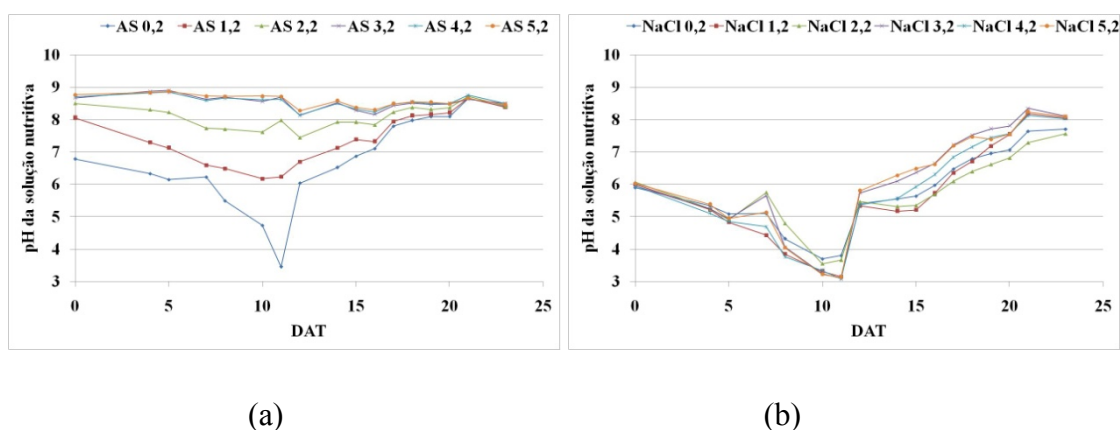 AS 0,2 AS 1,2 AS 2,2 AS 3,2 AS 4,2 AS 5,2
pH da solução nutritiva
9
8
7
6
5
4
3
0 5 10 15 20 25
DAT
(a)
NaCl 0,2 NaCl 1,2 NaCl 2,2 NaCl 3,2 NaCl 4,2 NaCl 5,2
pH da solução nutritiva
10
9
8
7
6
5
4
3
0 5 10 15 20 25
DAT
(b)